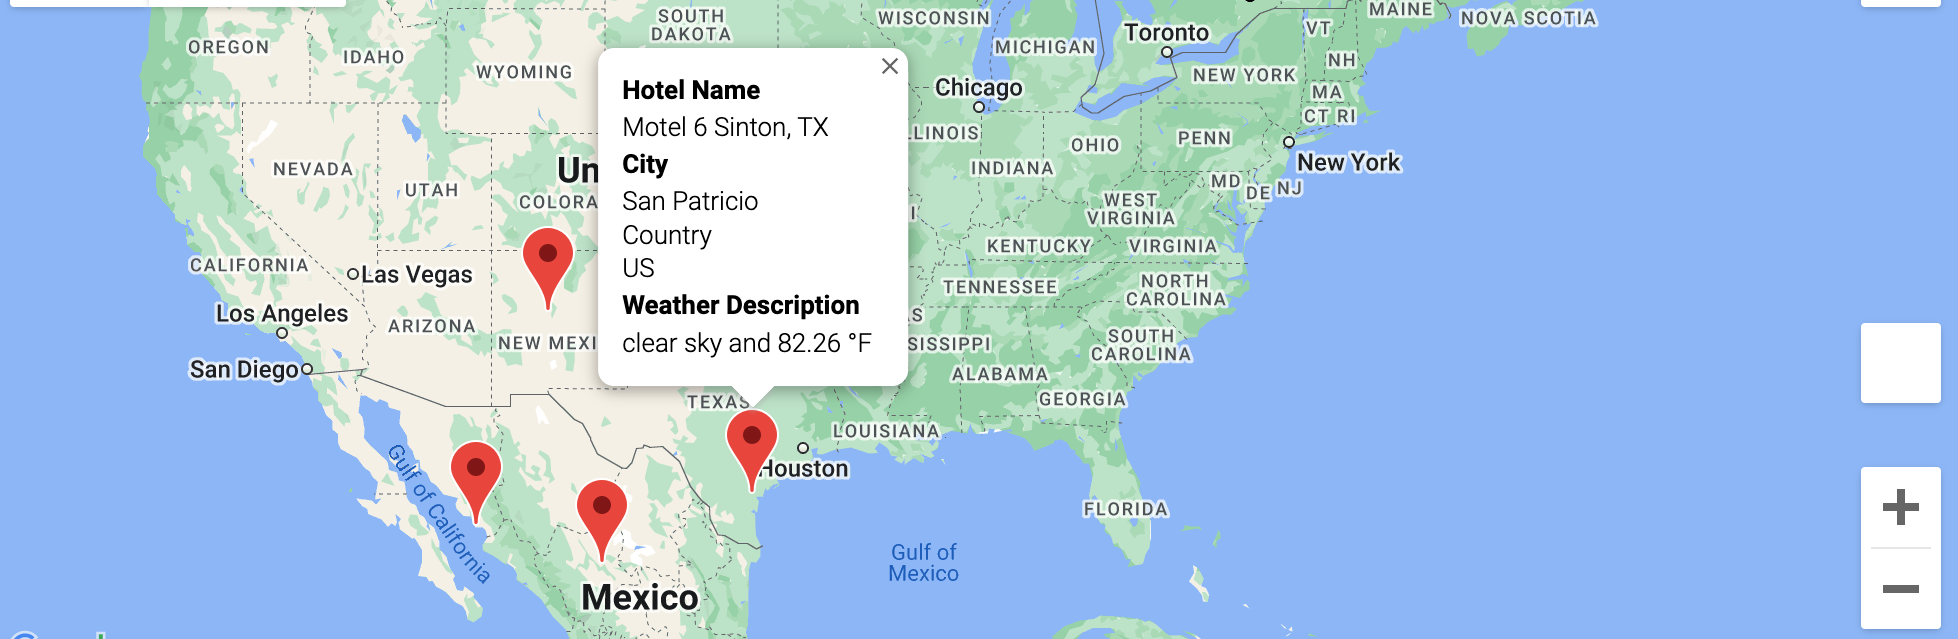 SOUTH
DAKOTA
WISCONSIN
MAINE
NOVA SCOTIA
OREGON
IDAHO
WYOMING
MICHIGAN
Toronto
VT
NH
NEW YORK
MA
CT RI
Chicago
Hotel Name
Motel 6 Sinton, TX
City
San Patricio
Country
US
Weather Description
clear sky and 82.26 °F
LLINOIS
INDIANA
OHIO
PENN
New York
NEVADA
UTAH
Un
COLORA
MD
DE
NJ
WEST
VIRGINIA
KENTUCKY
VIRGINIA
CALIFORNIA
Las Vegas
Los Angeles
ARIZONA
NEW MEXI
San Diego
TENNESSEE
NORTH
CAROLINA
AS
SISSIPPI
SOUTH
CAROLINA
ALABAMA
GEORGIA
TEXAS
LOUISIANA
Houston
Gulf of California
FLORIDA
Gulf of
Mexico
Mexico